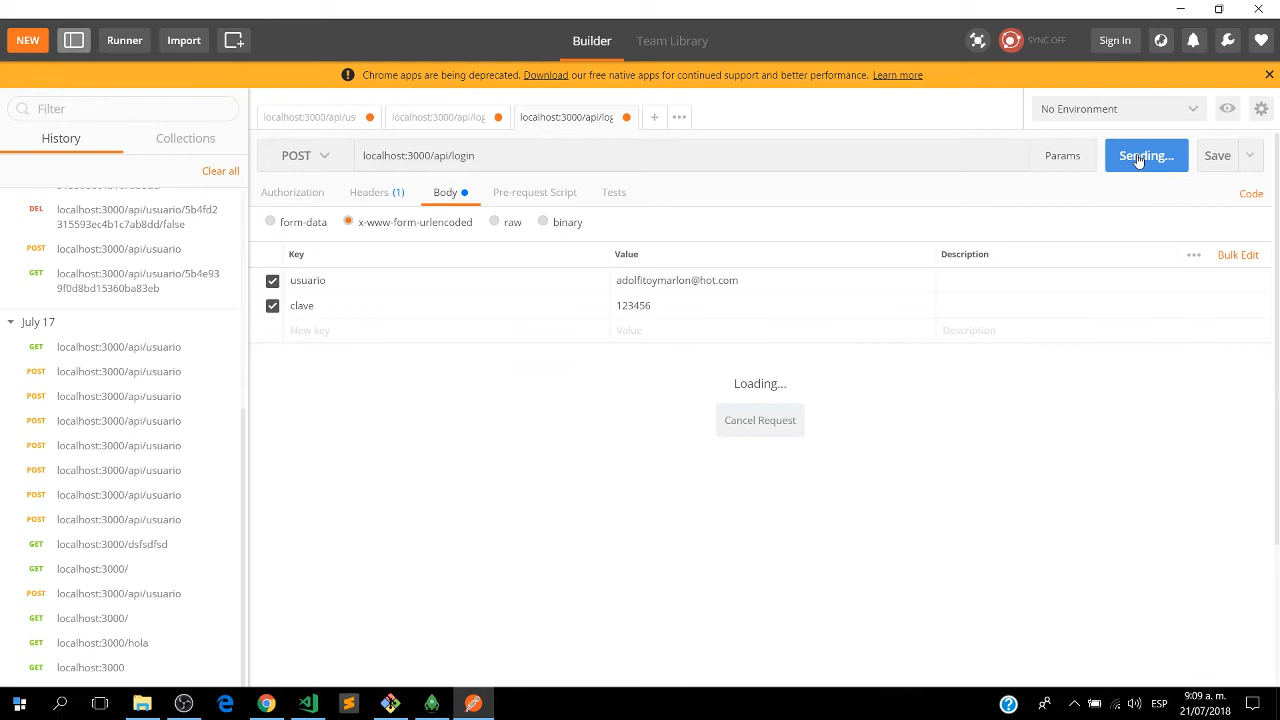 NEW
Runner
Import
Builder
Team Library
SYNC OFF
Sign In
Chrome apps are being deprecated. Download our free native apps for continued support and better performance. Learn more
Filter
History
Collections
Clear all
DEL localhost:3000/api/usuario/5b4fd2
315593ec4b1c7ab8dd/false
POST localhost:3000/api/usuario
GET localhost:3000/api/usuario/5b4e93
9f0d8bd15360ba83eb
July 17
GET localhost:3000/api/usuario
POST localhost:3000/api/usuario
POST localhost:3000/api/usuario
POST localhost:3000/api/usuario
POST localhost:3000/api/usuario
POST localhost:3000/api/usuario
POST localhost:3000/api/usuario
POST localhost:3000/api/usuario
GET localhost:3000/dsfsdfsd
GET localhost:3000/
POST localhost:3000/api/usuario
GET localhost:3000/
GET localhost:3000/hola
GET localhost:3000
localhost:3000/api/us
localhost:3000/api/log
localhost:3000/api/log
No Environment
POST
localhost:3000/api/login
Params
Sending...
Save
Authorization
Headers (1)
Body
Pre-request Script
Tests
Code
form-data
x-www-form-urlencoded
raw
binary
Key Value Description Bulk Edit
usuario adolfitoymarlon@hot.com
clave 123456
New key Value Description
Loading...
Cancel Request
ESP
9:09 a. m.
21/07/2018